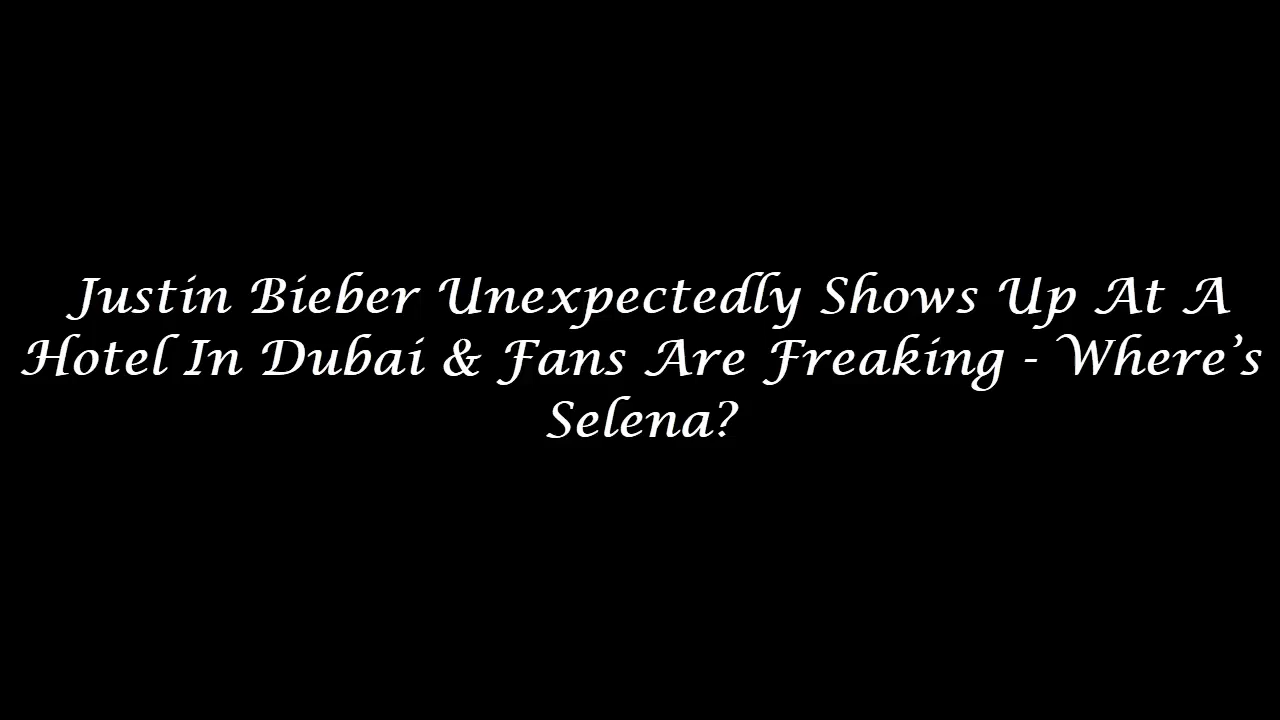 Justin Bieber Unexpectedly Shows Up At A
Hotel In Dubai & Fans Are Freaking - Where’s
Selena?